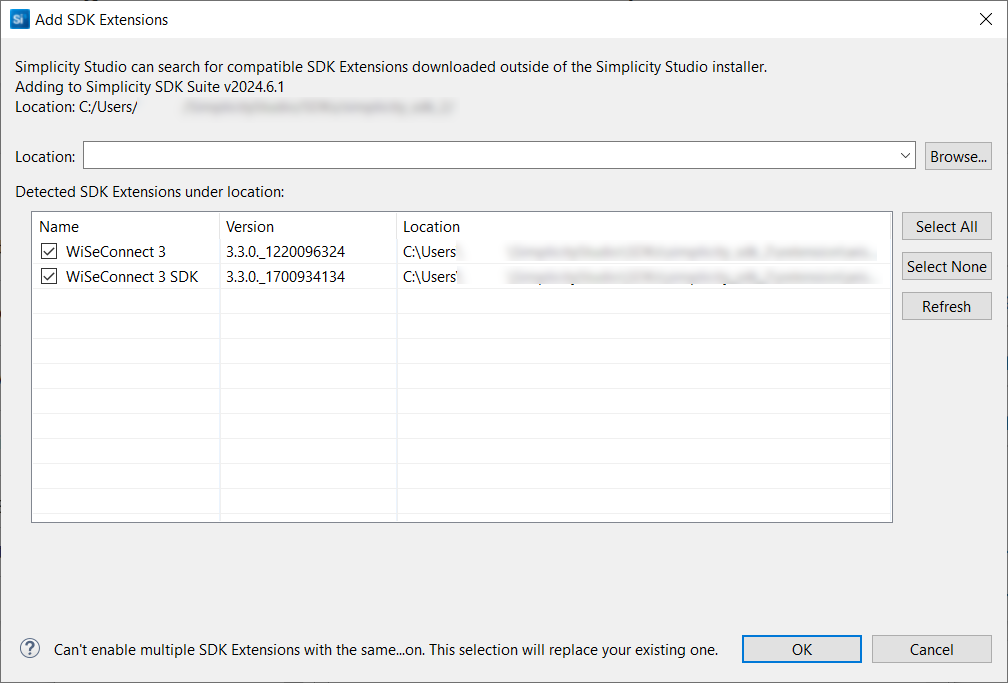 Si
Add SDK Extensions
Simplicity Studio can search for compatible SDK Extensions downloaded outside of the Simplicity Studio installer.
Adding to Simplicity SDK Suite v2024.6.1
Location: C:/Users/
Location:
Browse...
Detected SDK Extensions under location:
Name Version Location
WiSeConnect 3 3.3.0._1220096324 C:\Users
WiSeConnect 3 SDK 3.3.0._1700934134 C:\Users\
Select All
Select None
Refresh
? Can't enable multiple SDK Extensions with the same...on. This selection will replace your existing one.
OK
Cancel